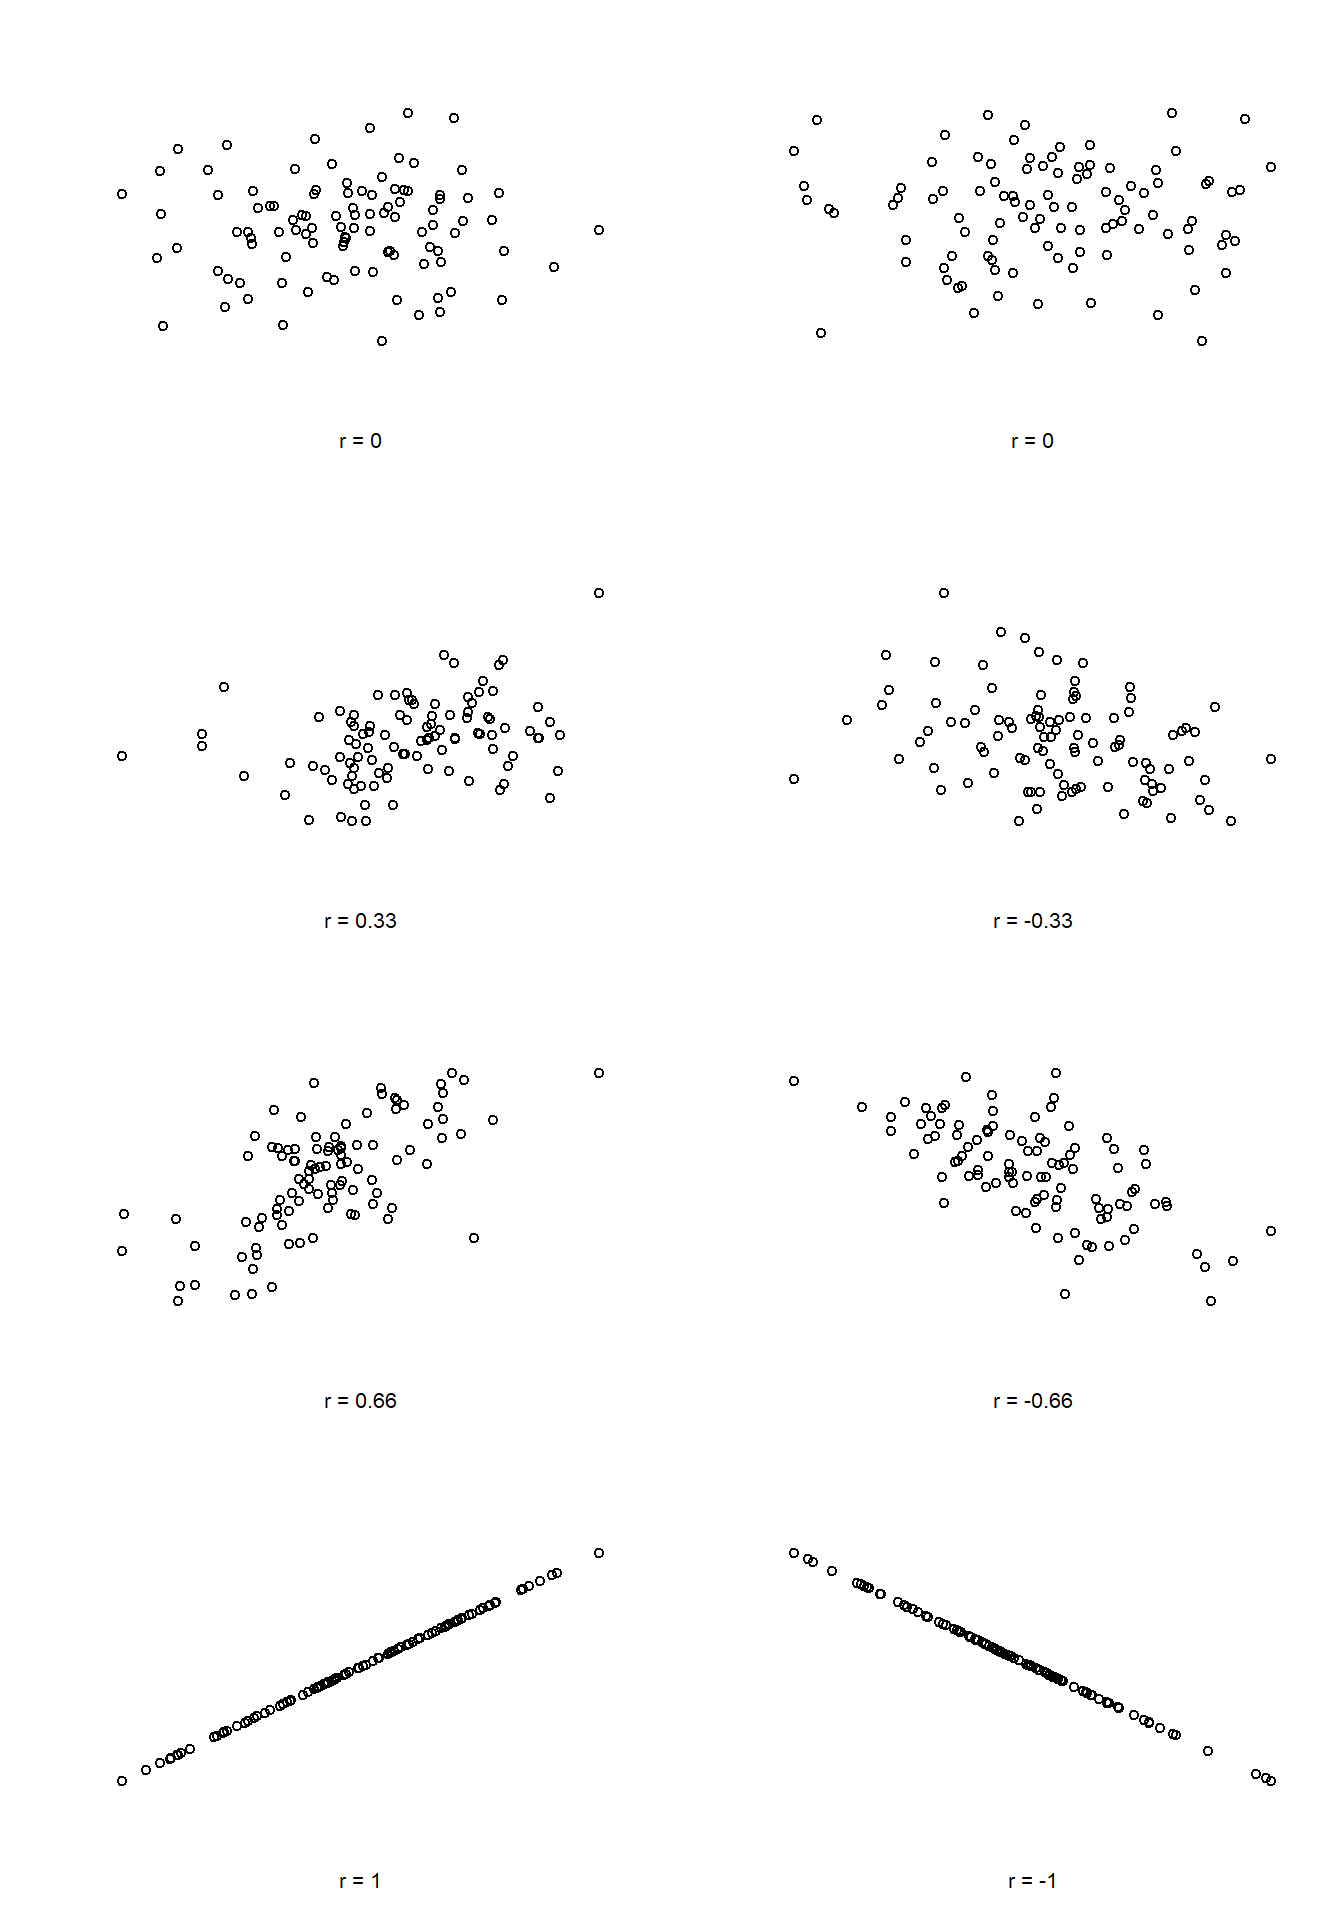 r = 0
r = 0
r = 0.33
r = -0.33
r = 0.66
r = -0.66
r = 1
r = -1